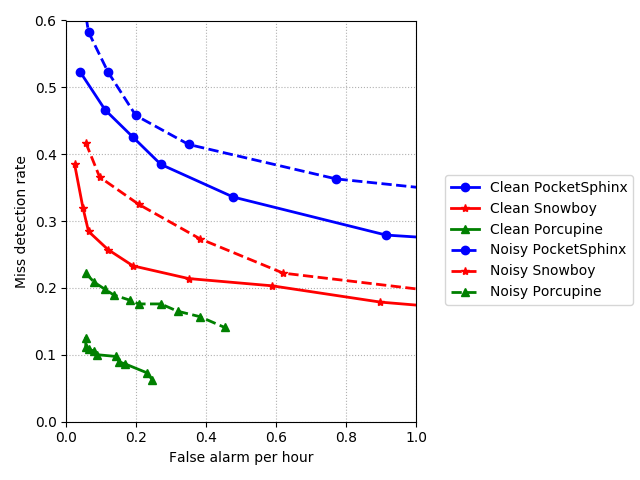 0.6
0.5
0.4
0.3
0.2
0.1
0.0
Miss detection rate
0.0 0.2 0.4 0.6 0.8 1.0
False alarm per hour
Clean PocketSphinx
Clean Snowboy
Clean Porcupine
Noisy PocketSphinx
Noisy Snowboy
Noisy Porcupine